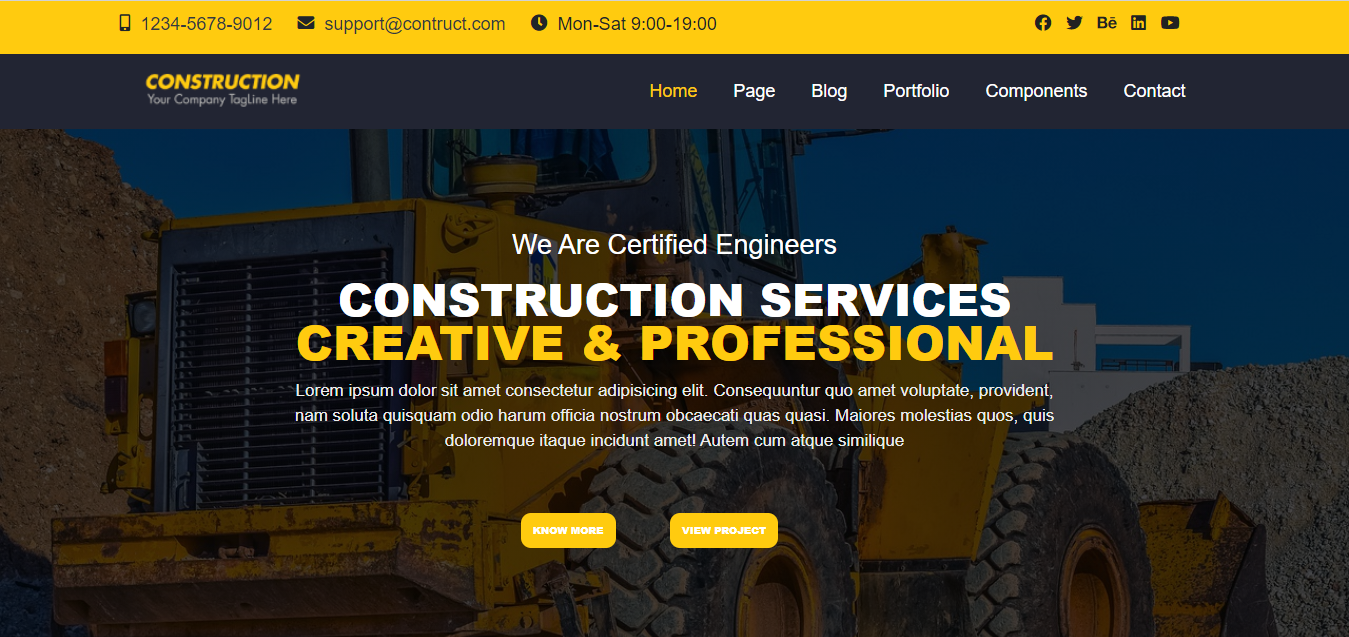 1234-5678-9012 support@contruct.com Mon-Sat 9:00-19:00 Bē
CONSTRUCTION
Your Company TagLine Here
Home Page Blog Portfolio Components Contact
We Are Certified Engineers
CONSTRUCTION SERVICES
CREATIVE & PROFESSIONAL
Lorem ipsum dolor sit amet consectetur adipisicing elit. Consequuntur quo amet voluptate, provident,
nam soluta quisquam odio harum officia nostrum obcaecati quas quasi. Maiores molestias quos, quis
doloremque itaque incidunt amet! Autem cum atque similique
KNOW MORE VIEW PROJECT